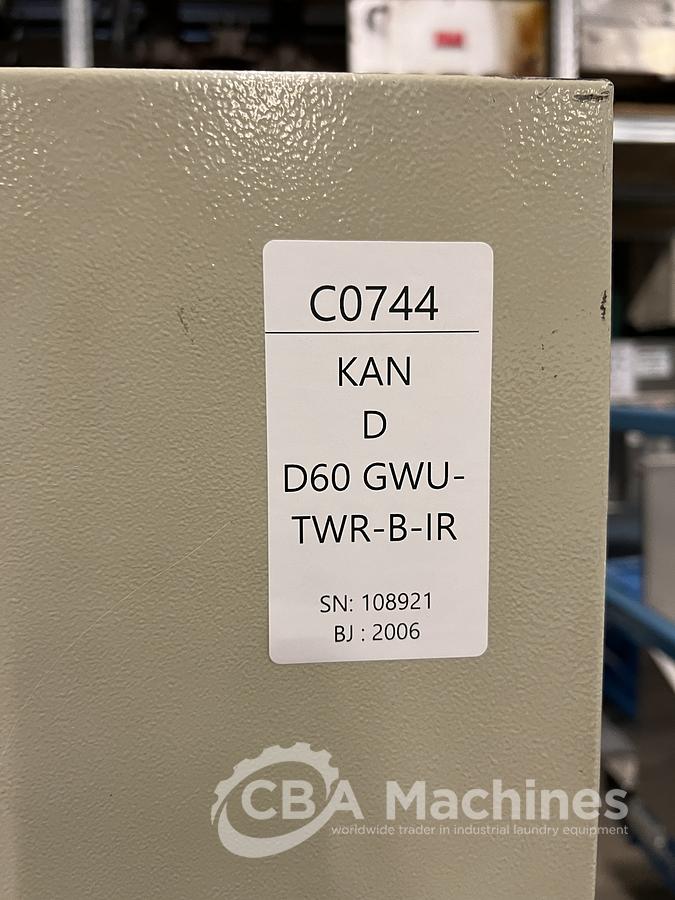 C0744
KAN
D
D60 GWU-
TWR-B-IR
SN: 108921
BJ : 2006
CBA Machines
worldwide trader in industrial laundry equipment